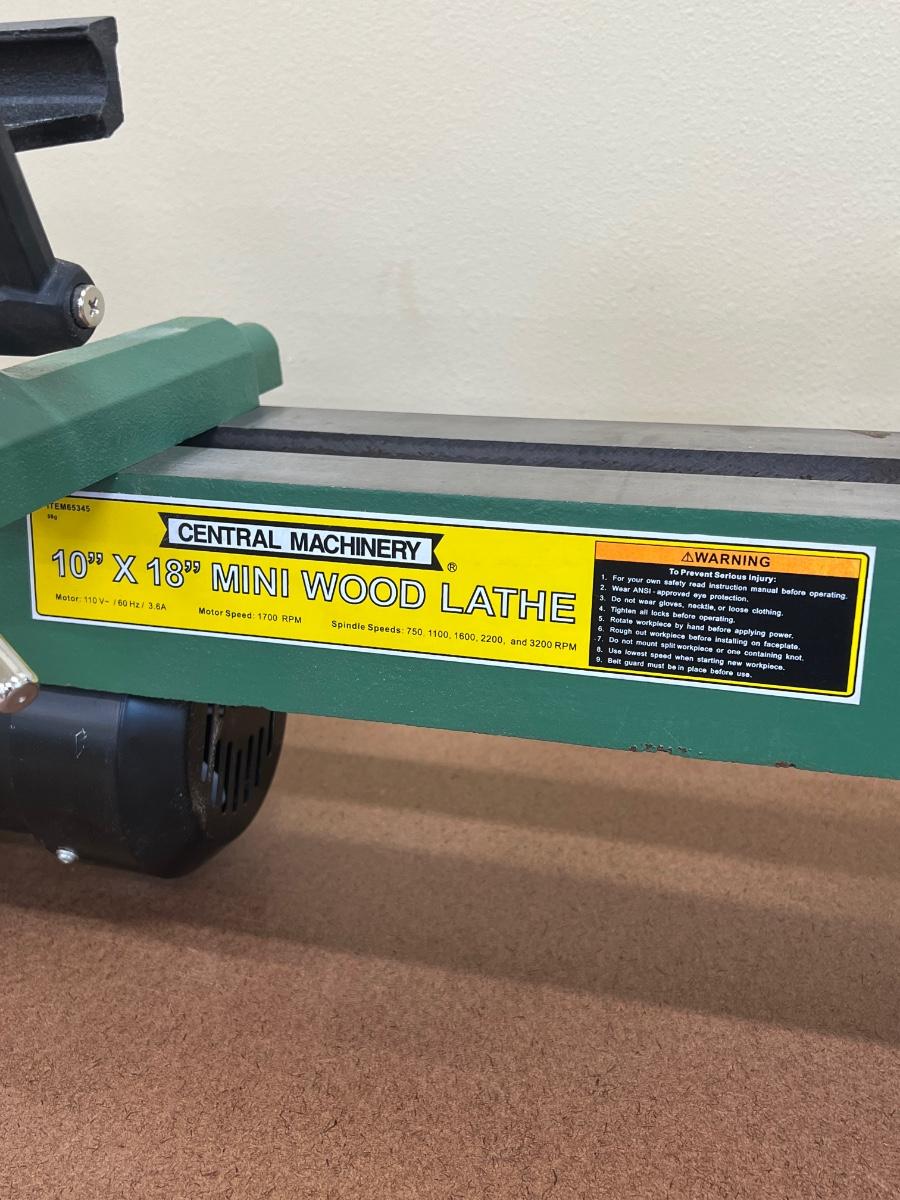 ITEM65345
98g
CENTRAL MACHINERY®
10” X 18” MINI WOOD LATHE
Motor: 110 V~ / 60 Hz / 3.6A
Motor Speed: 1700 RPM
Spindle Speeds: 750, 1100, 1600, 2200, and 3200 RPM
⚠WARNING
To Prevent Serious Injury:
1. For your own safety read instruction manual before operating.
2. Wear ANSI-approved eye protection.
3. Do not wear gloves, necktie, or loose clothing.
4. Tighten all locks before operating.
5. Rotate workpiece by hand before applying power.
6. Rough out workpiece before installing on faceplate.
7. Do not mount split workpiece or one containing knot.
8. Use lowest speed when starting new workpiece.
9. Belt guard must be in place before use.